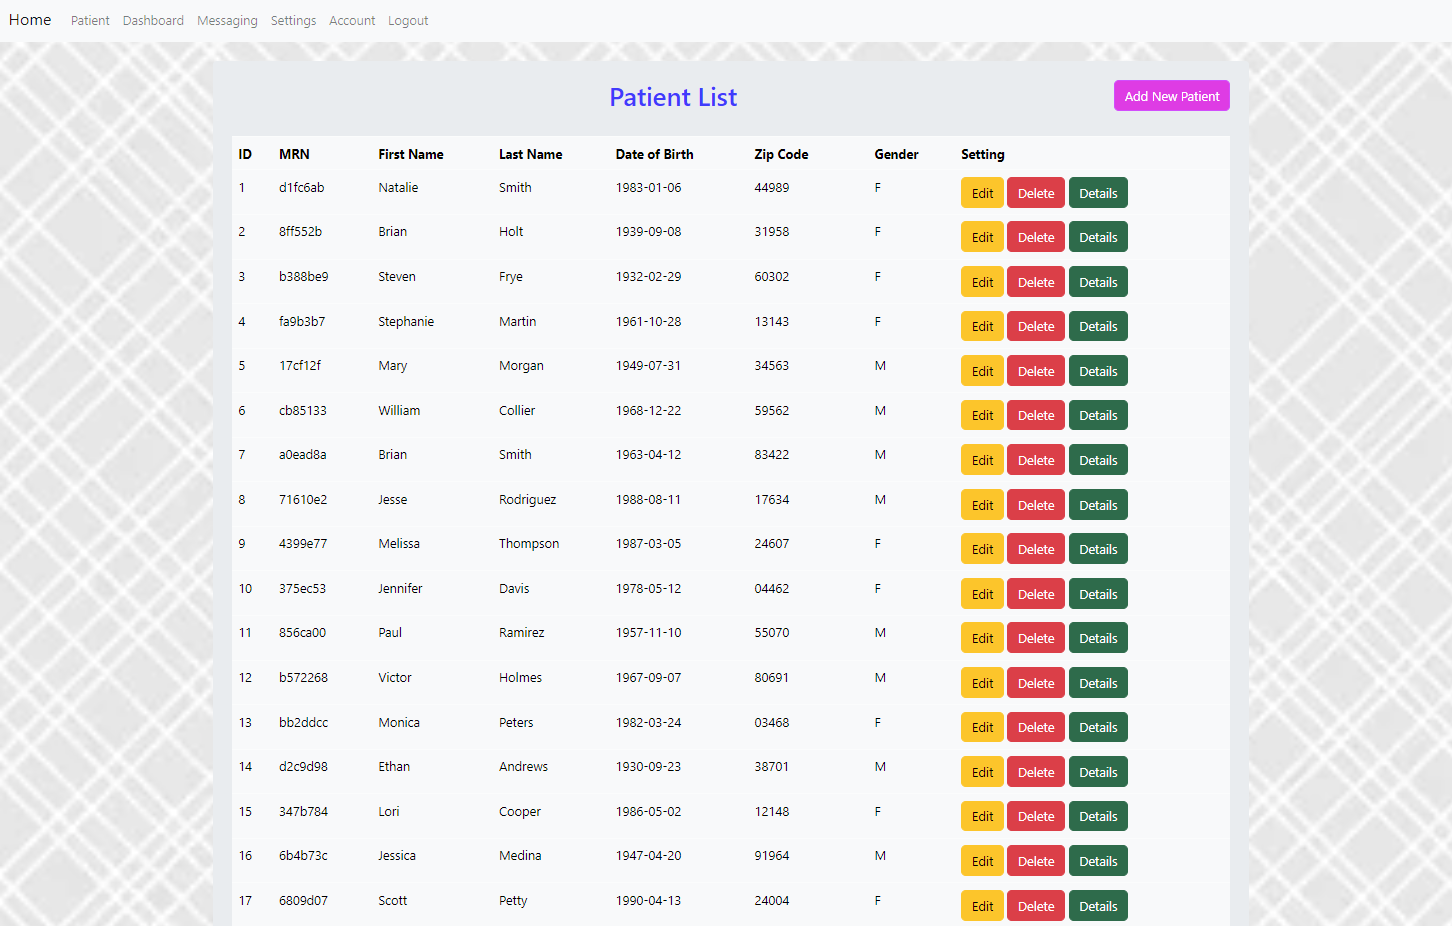 Home Patient Dashboard Messaging Settings Account Logout
Patient List Add New Patient
ID MRN First Name Last Name Date of Birth Zip Code Gender Setting
1 d1fc6ab Natalie Smith 1983-01-06 44989 F Edit Delete Details
2 8ff552b Brian Holt 1939-09-08 31958 F Edit Delete Details
3 b388be9 Steven Frye 1932-02-29 60302 F Edit Delete Details
4 fa9b3b7 Stephanie Martin 1961-10-28 13143 F Edit Delete Details
5 17cf12f Mary Morgan 1949-07-31 34563 M Edit Delete Details
6 cb85133 William Collier 1968-12-22 59562 M Edit Delete Details
7 a0ead8a Brian Smith 1963-04-12 83422 M Edit Delete Details
8 71610e2 Jesse Rodriguez 1988-08-11 17634 M Edit Delete Details
9 4399e77 Melissa Thompson 1987-03-05 24607 F Edit Delete Details
10 375ec53 Jennifer Davis 1978-05-12 04462 F Edit Delete Details
11 856ca00 Paul Ramirez 1957-11-10 55070 M Edit Delete Details
12 b572268 Victor Holmes 1967-09-07 80691 M Edit Delete Details
13 bb2ddcc Monica Peters 1982-03-24 03468 F Edit Delete Details
14 d2c9d98 Ethan Andrews 1930-09-23 38701 M Edit Delete Details
15 347b784 Lori Cooper 1986-05-02 12148 F Edit Delete Details
16 6b4b73c Jessica Medina 1947-04-20 91964 M Edit Delete Details
17 6809d07 Scott Petty 1990-04-13 24004 F Edit Delete Details